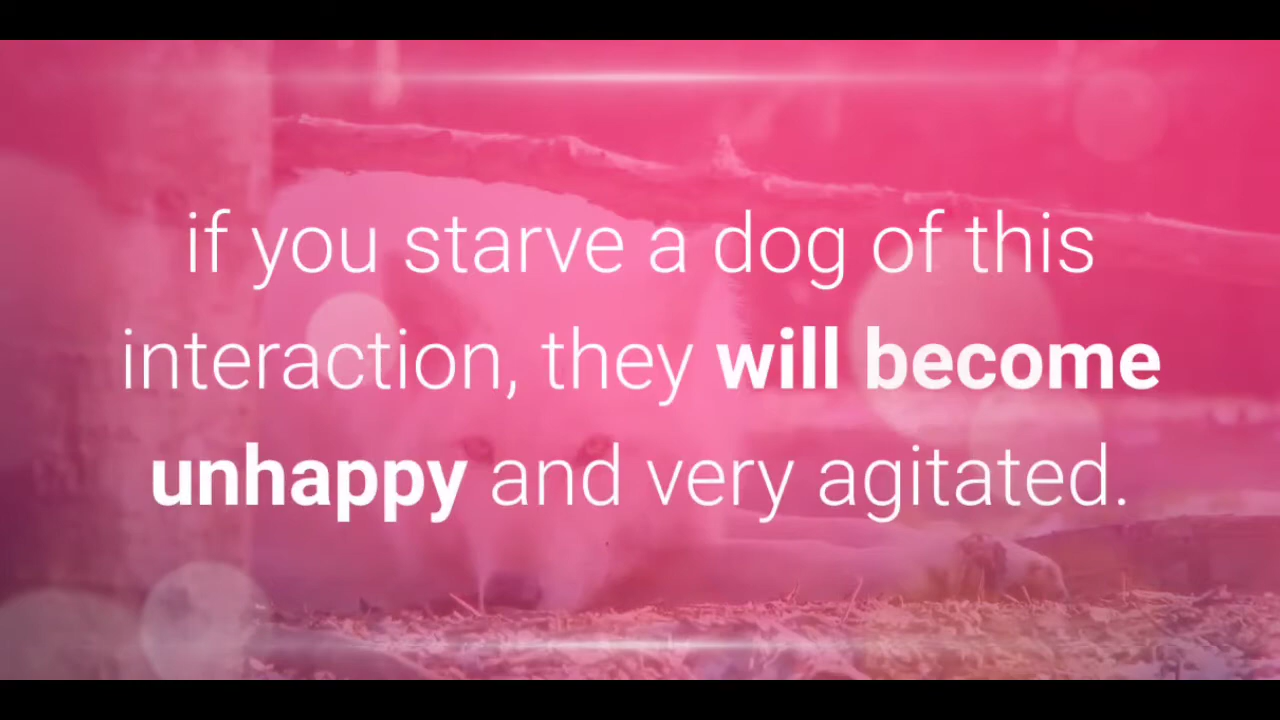 if you starve a dog of this
interaction, they will become
unhappy and very agitated.